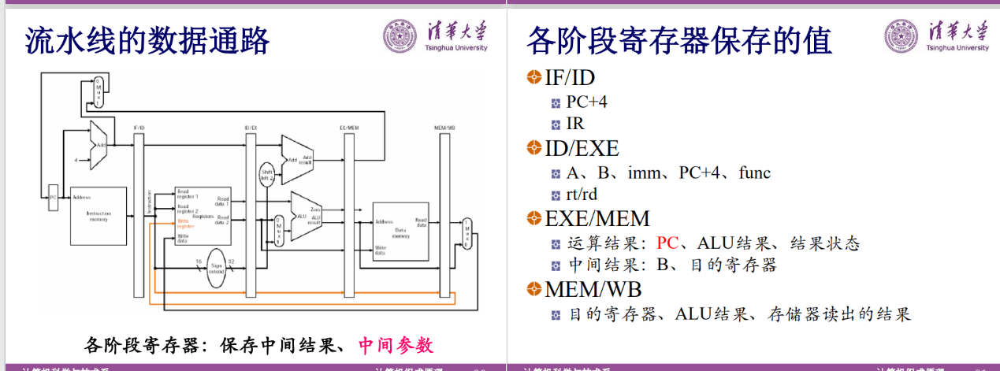 流水线的数据通路
清华大学
Tsinghua University
0
M
u
x
1
IF/ID
ID/EX
EX/MEM
MEM/WB
Add
4
Add
Add
result
Shift
left 2
PC
Address
Instruction
memory
Instruction
Read
register 1
Read
register 2
Registers
Write
register
Write
data
Read
data 1
Read
data 2
0
M
u
x
1
Zero
ALU
ALU
result
Address
Data
memory
Write
data
Read
data
1
M
u
x
0
16
Sign
extend
32
各阶段寄存器：保存中间结果、中间参数
各阶段寄存器保存的值
清华大学
Tsinghua University
IF/ID
PC+4
IR
ID/EXE
A、B、imm、PC+4、func
rt/rd
EXE/MEM
运算结果：PC、ALU结果、结果状态
中间结果：B、目的寄存器
MEM/WB
目的寄存器、ALU结果、存储器读出的结果